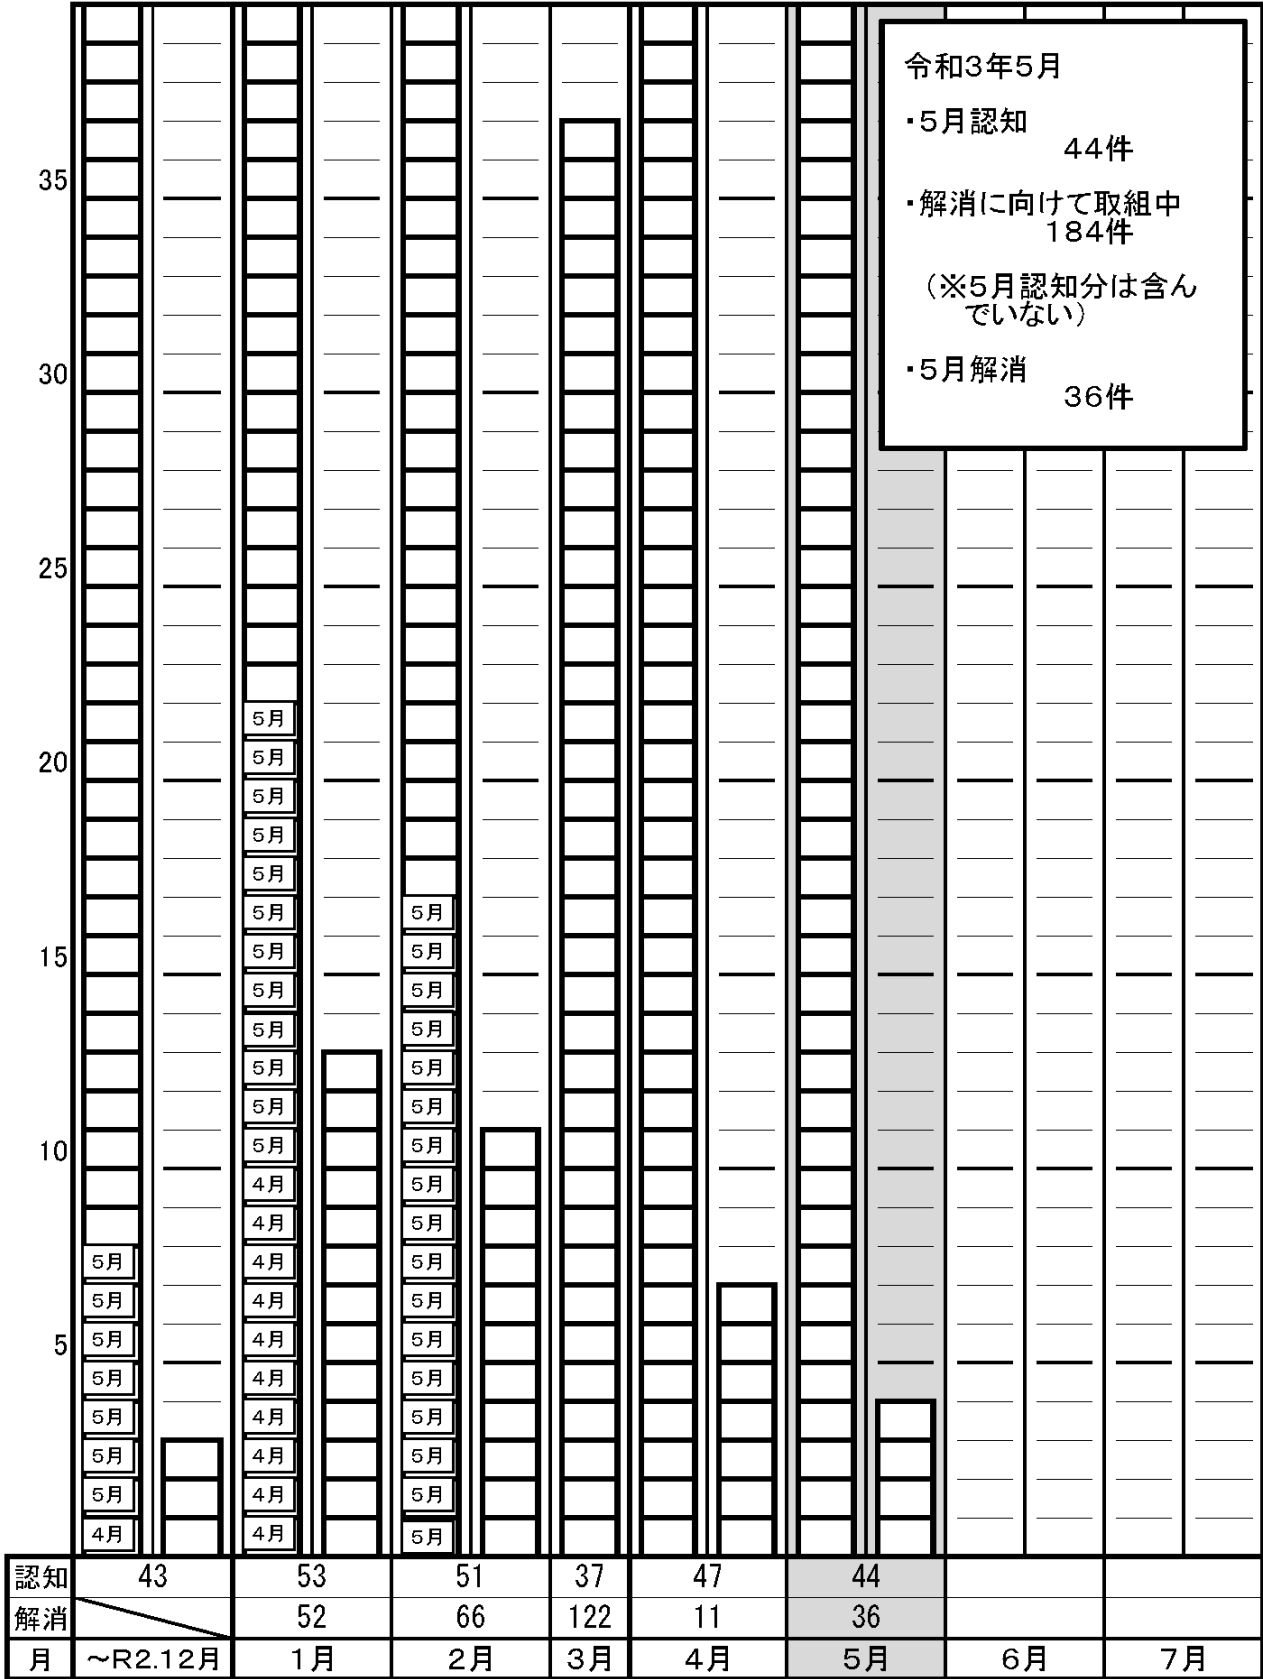 令和3年5月
・5月認知
44件
・解消に向けて取組中
184件
（※5月認知分は含ん
でいない）
・5月解消
36件
35
30
25
20
15
10
5
5月
5月
5月
5月
5月
5月 5月
5月 5月
5月 5月
5月 5月
5月 5月
5月 5月
5月 5月
4月 5月
4月 5月
5月 4月 5月
5月 4月 5月
5月 4月 5月
5月 4月 5月
5月 4月 5月
5月 4月 5月
5月 4月 5月
4月 4月 5月
認知 43 53 51 37 47 44
解消 52 66 122 11 36
月 ～R2.12月 1月 2月 3月 4月 5月 6月 7月